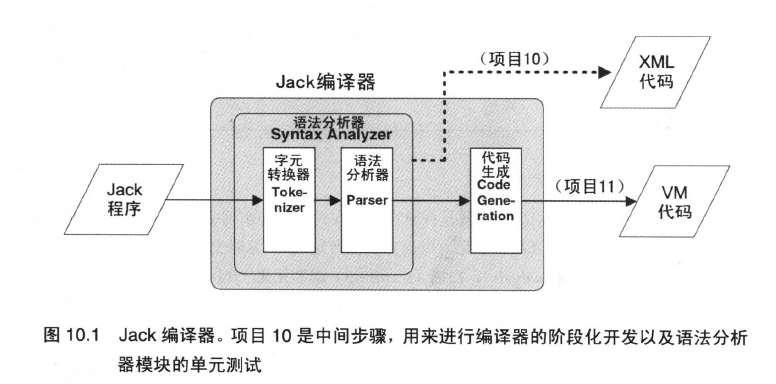 （项目10）
XML
代码
Jack编译器
语法分析器
Syntax Analyzer
字元
转换器
Toke-
nizer
语法
分析器
Parser
代码
生成
Code
Gene-
ration
Jack
程序
（项目11）
VM
代码
图 10.1 Jack 编译器。项目 10 是中间步骤，用来进行编译器的阶段化开发以及语法分析
器模块的单元测试